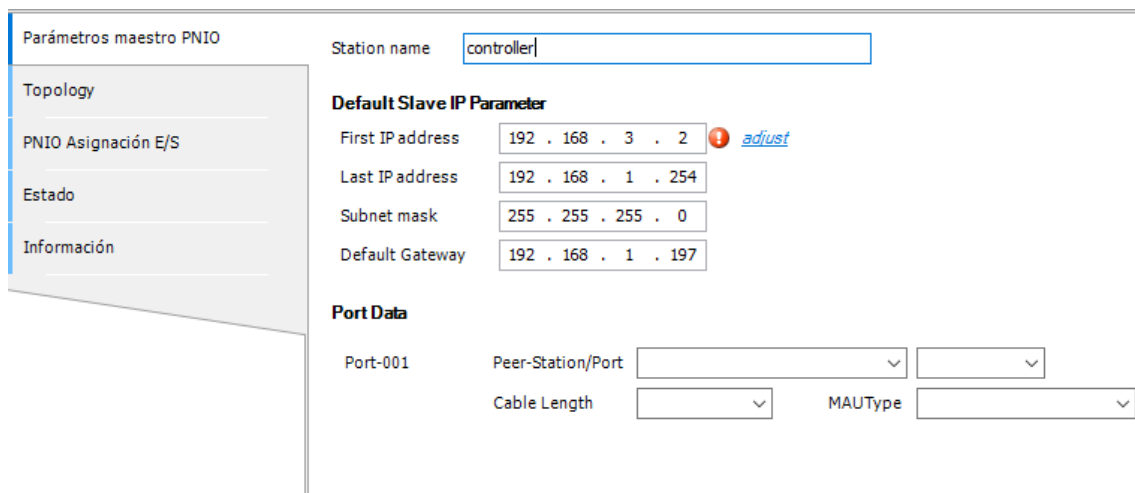 Parámetros maestro PNIO
Topology
PNIO Asignación E/S
Estado
Información
Station name controller
Default Slave IP Parameter
First IP address 192 . 168 . 3 . 2 ! adjust
Last IP address 192 . 168 . 1 . 254
Subnet mask 255 . 255 . 255 . 0
Default Gateway 192 . 168 . 1 . 197
Port Data
Port-001 Peer-Station/Port
Cable Length MAUType